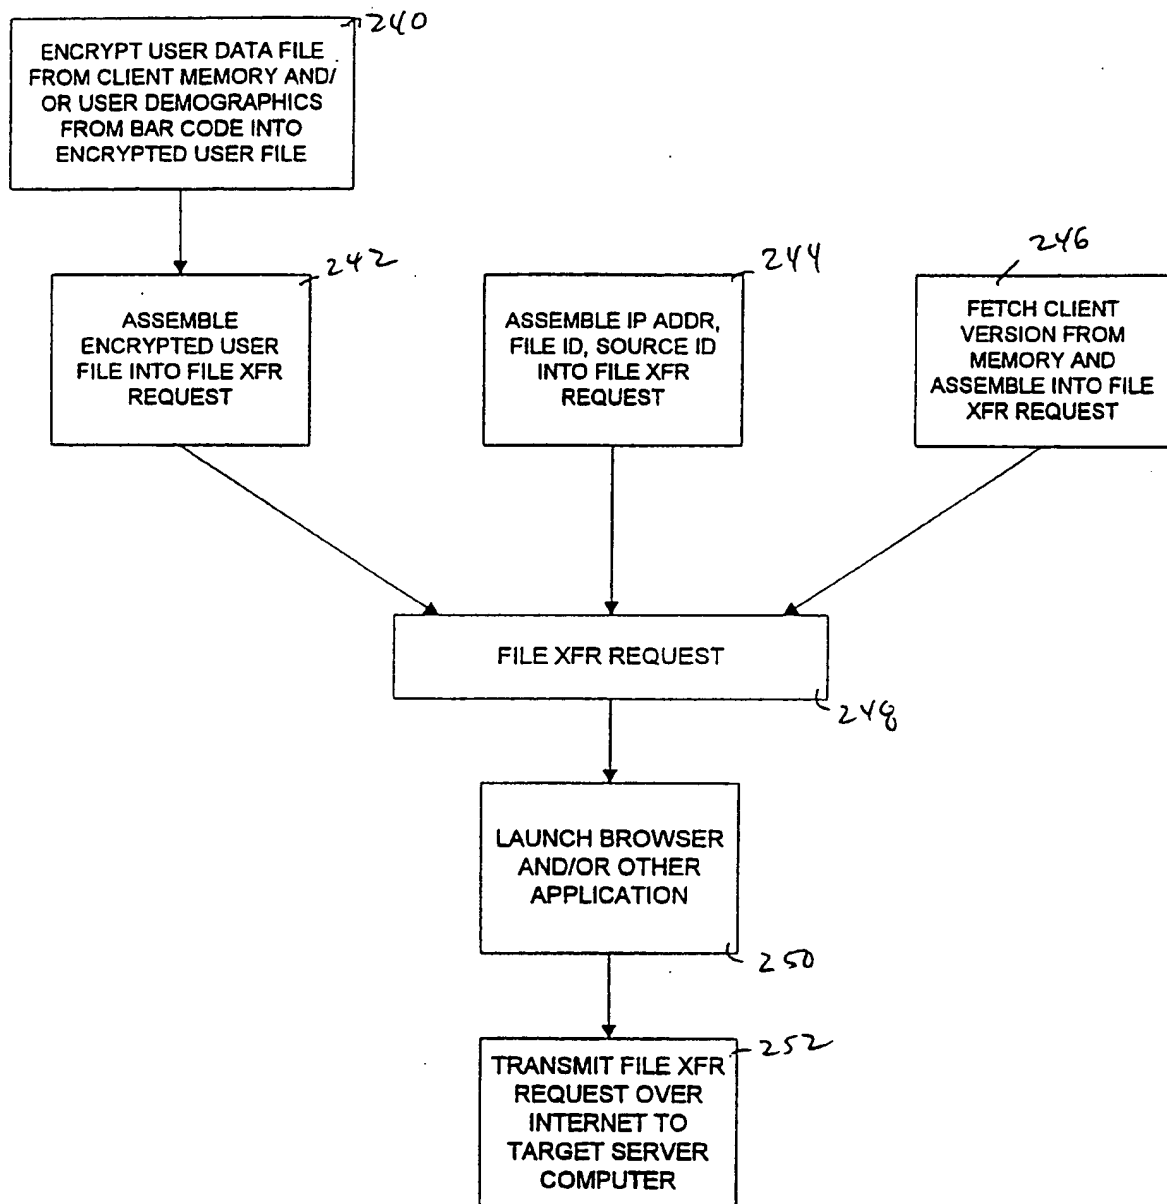 240
ENCRYPT USER DATA FILE
FROM CLIENT MEMORY AND/
OR USER DEMOGRAPHICS
FROM BAR CODE INTO
ENCRYPTED USER FILE
242
ASSEMBLE
ENCRYPTED USER
FILE INTO FILE XFR
REQUEST
244
ASSEMBLE IP ADDR,
FILE ID, SOURCE ID
INTO FILE XFR
REQUEST
246
FETCH CLIENT
VERSION FROM
MEMORY AND
ASSEMBLE INTO FILE
XFR REQUEST
FILE XFR REQUEST
248
LAUNCH BROWSER
AND/OR OTHER
APPLICATION
250
252
TRANSMIT FILE XFR
REQUEST OVER
INTERNET TO
TARGET SERVER
COMPUTER